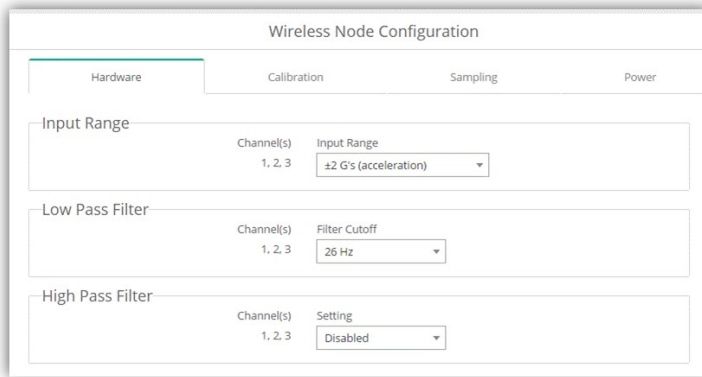 Wireless Node Configuration
Hardware Calibration Sampling Power
Input Range
Channel(s) Input Range
1, 2, 3 ±2 G's (acceleration)
Low Pass Filter
Channel(s) Filter Cutoff
1, 2, 3 26 Hz
High Pass Filter
Channel(s) Setting
1, 2, 3 Disabled